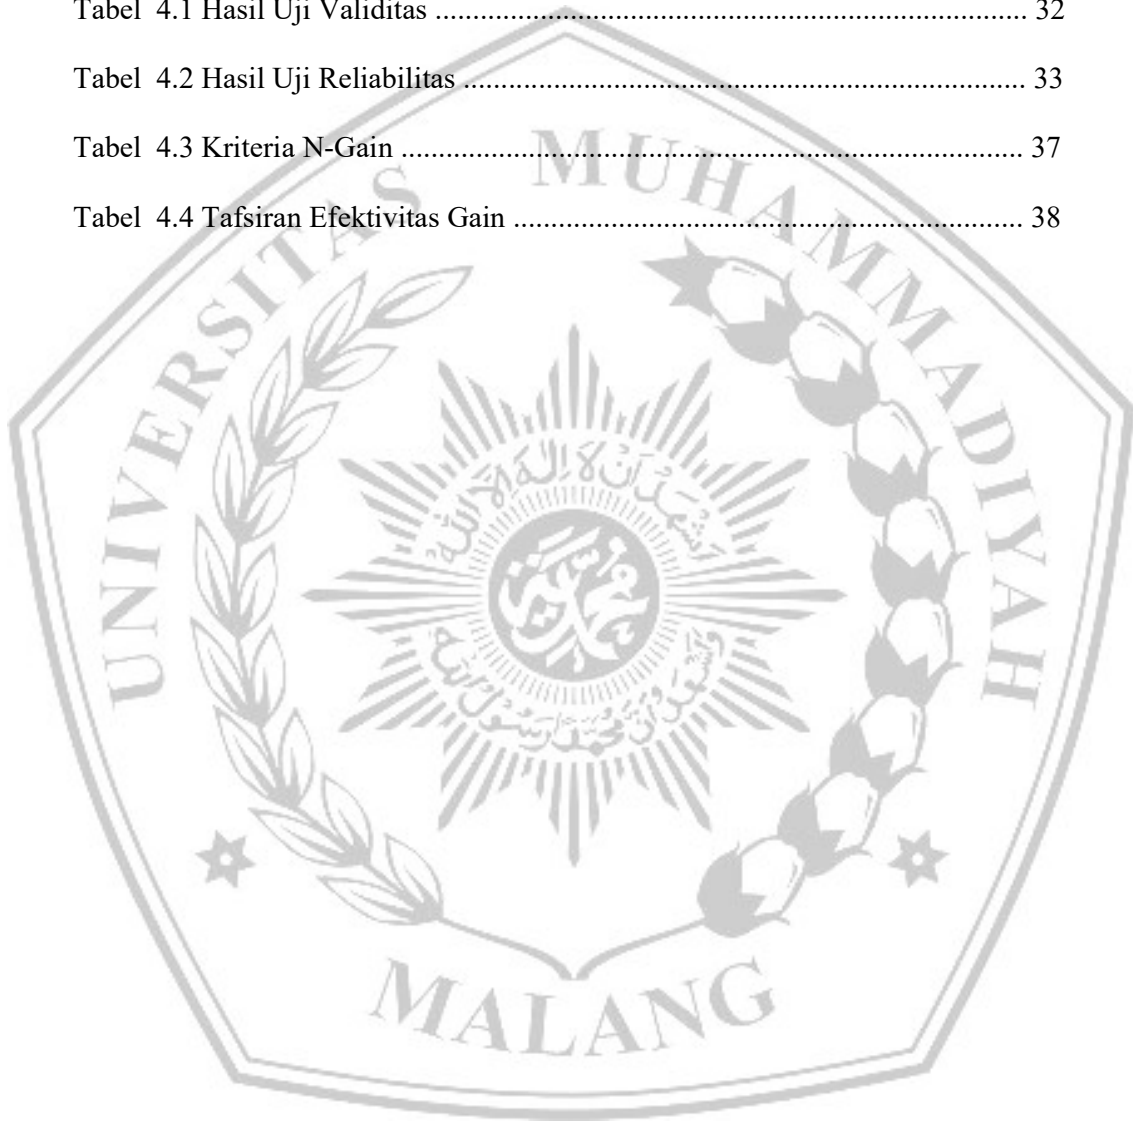 Tabel  4.1 Hasil Uji Validitas ............................................................................... 32
Tabel  4.2 Hasil Uji Reliabilitas ........................................................................... 33
Tabel  4.3 Kriteria N-Gain ................................................................................... 37
Tabel  4.4 Tafsiran Efektivitas Gain .................................................................... 38
UNIVERSITAS MUHAMMADIYAH
MALANG